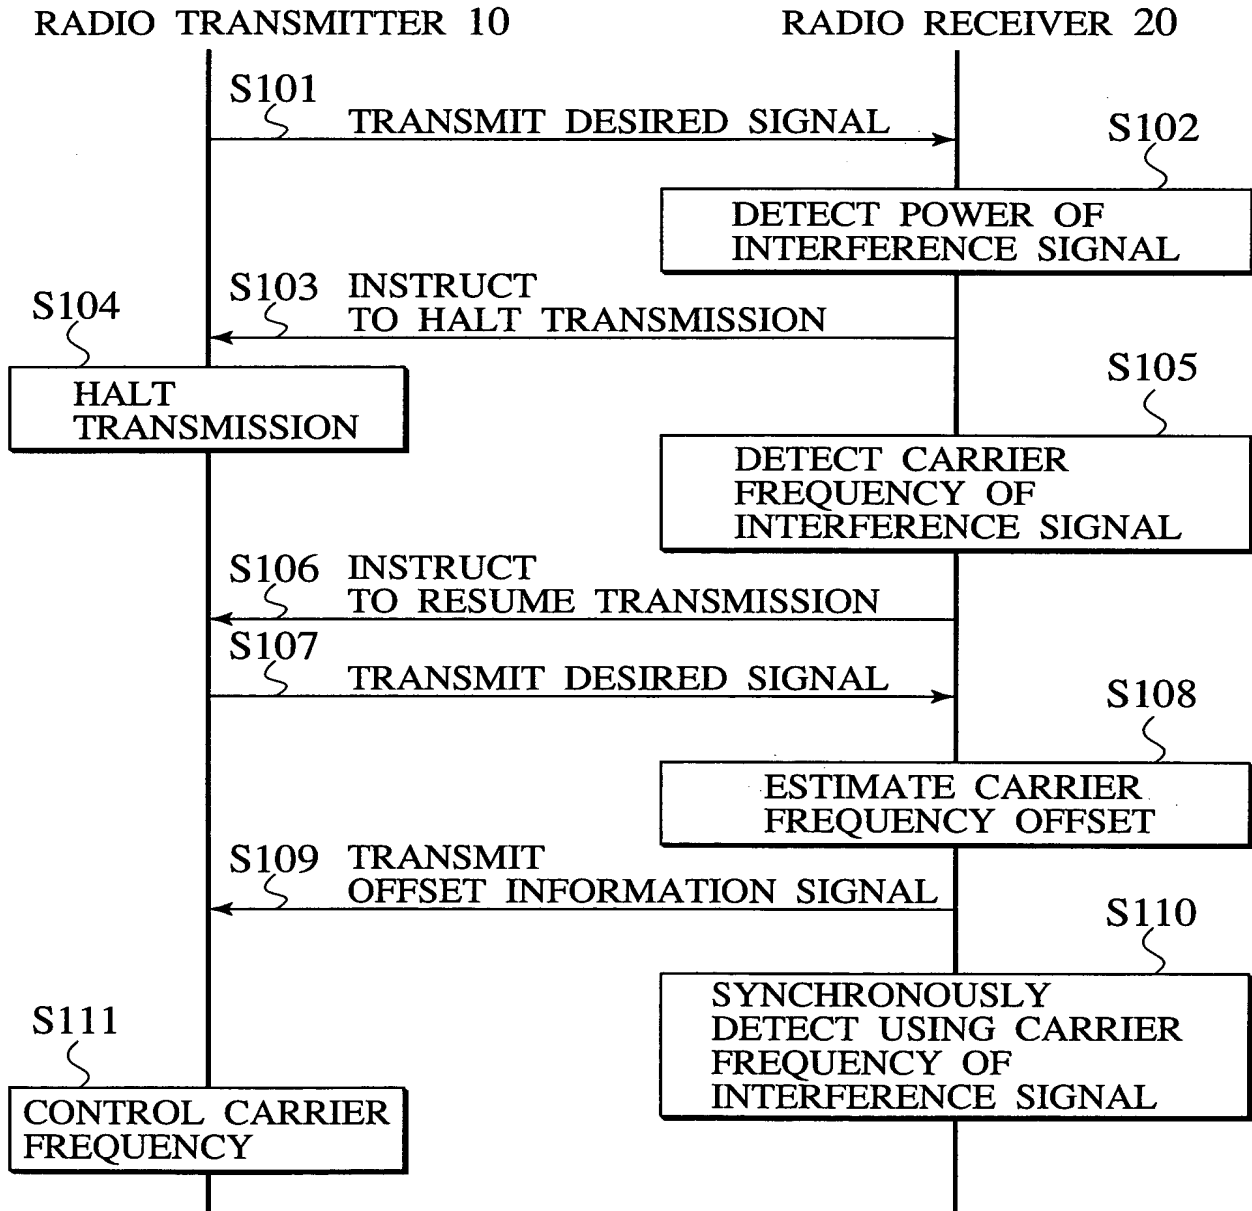 RADIO TRANSMITTER 10
RADIO RECEIVER 20
S101
TRANSMIT DESIRED SIGNAL
S102
DETECT POWER OF
INTERFERENCE SIGNAL
S103
INSTRUCT
TO HALT TRANSMISSION
S104
HALT
TRANSMISSION
S105
DETECT CARRIER
FREQUENCY OF
INTERFERENCE SIGNAL
S106
INSTRUCT
TO RESUME TRANSMISSION
S107
TRANSMIT DESIRED SIGNAL
S108
ESTIMATE CARRIER
FREQUENCY OFFSET
S109
TRANSMIT
OFFSET INFORMATION SIGNAL
S110
SYNCHRONOUSLY
DETECT USING CARRIER
FREQUENCY OF
INTERFERENCE SIGNAL
S111
CONTROL CARRIER
FREQUENCY